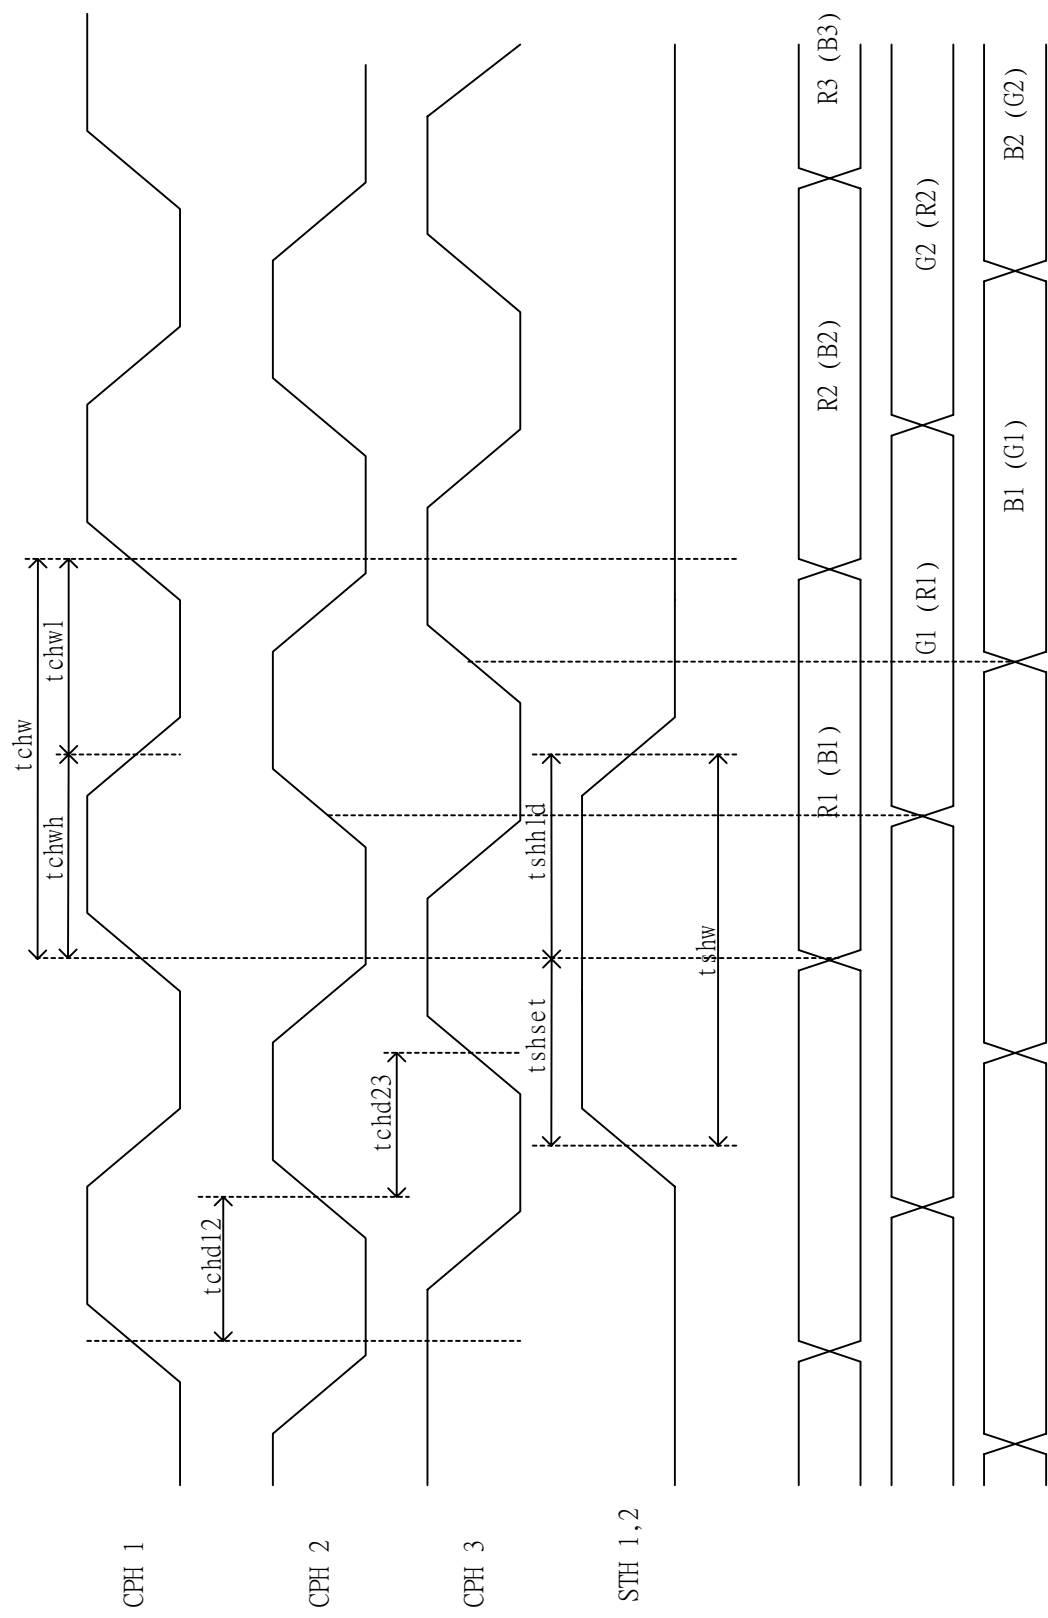 tchw
tchwh
tchwl
CPH 1
tchd12
CPH 2
tchd23
CPH 3
tshset
tshhld
STH 1,2
tshw
R1 (B1)
R2 (B2)
R3 (B3)
G1 (R1)
G2 (R2)
B1 (G1)
B2 (G2)